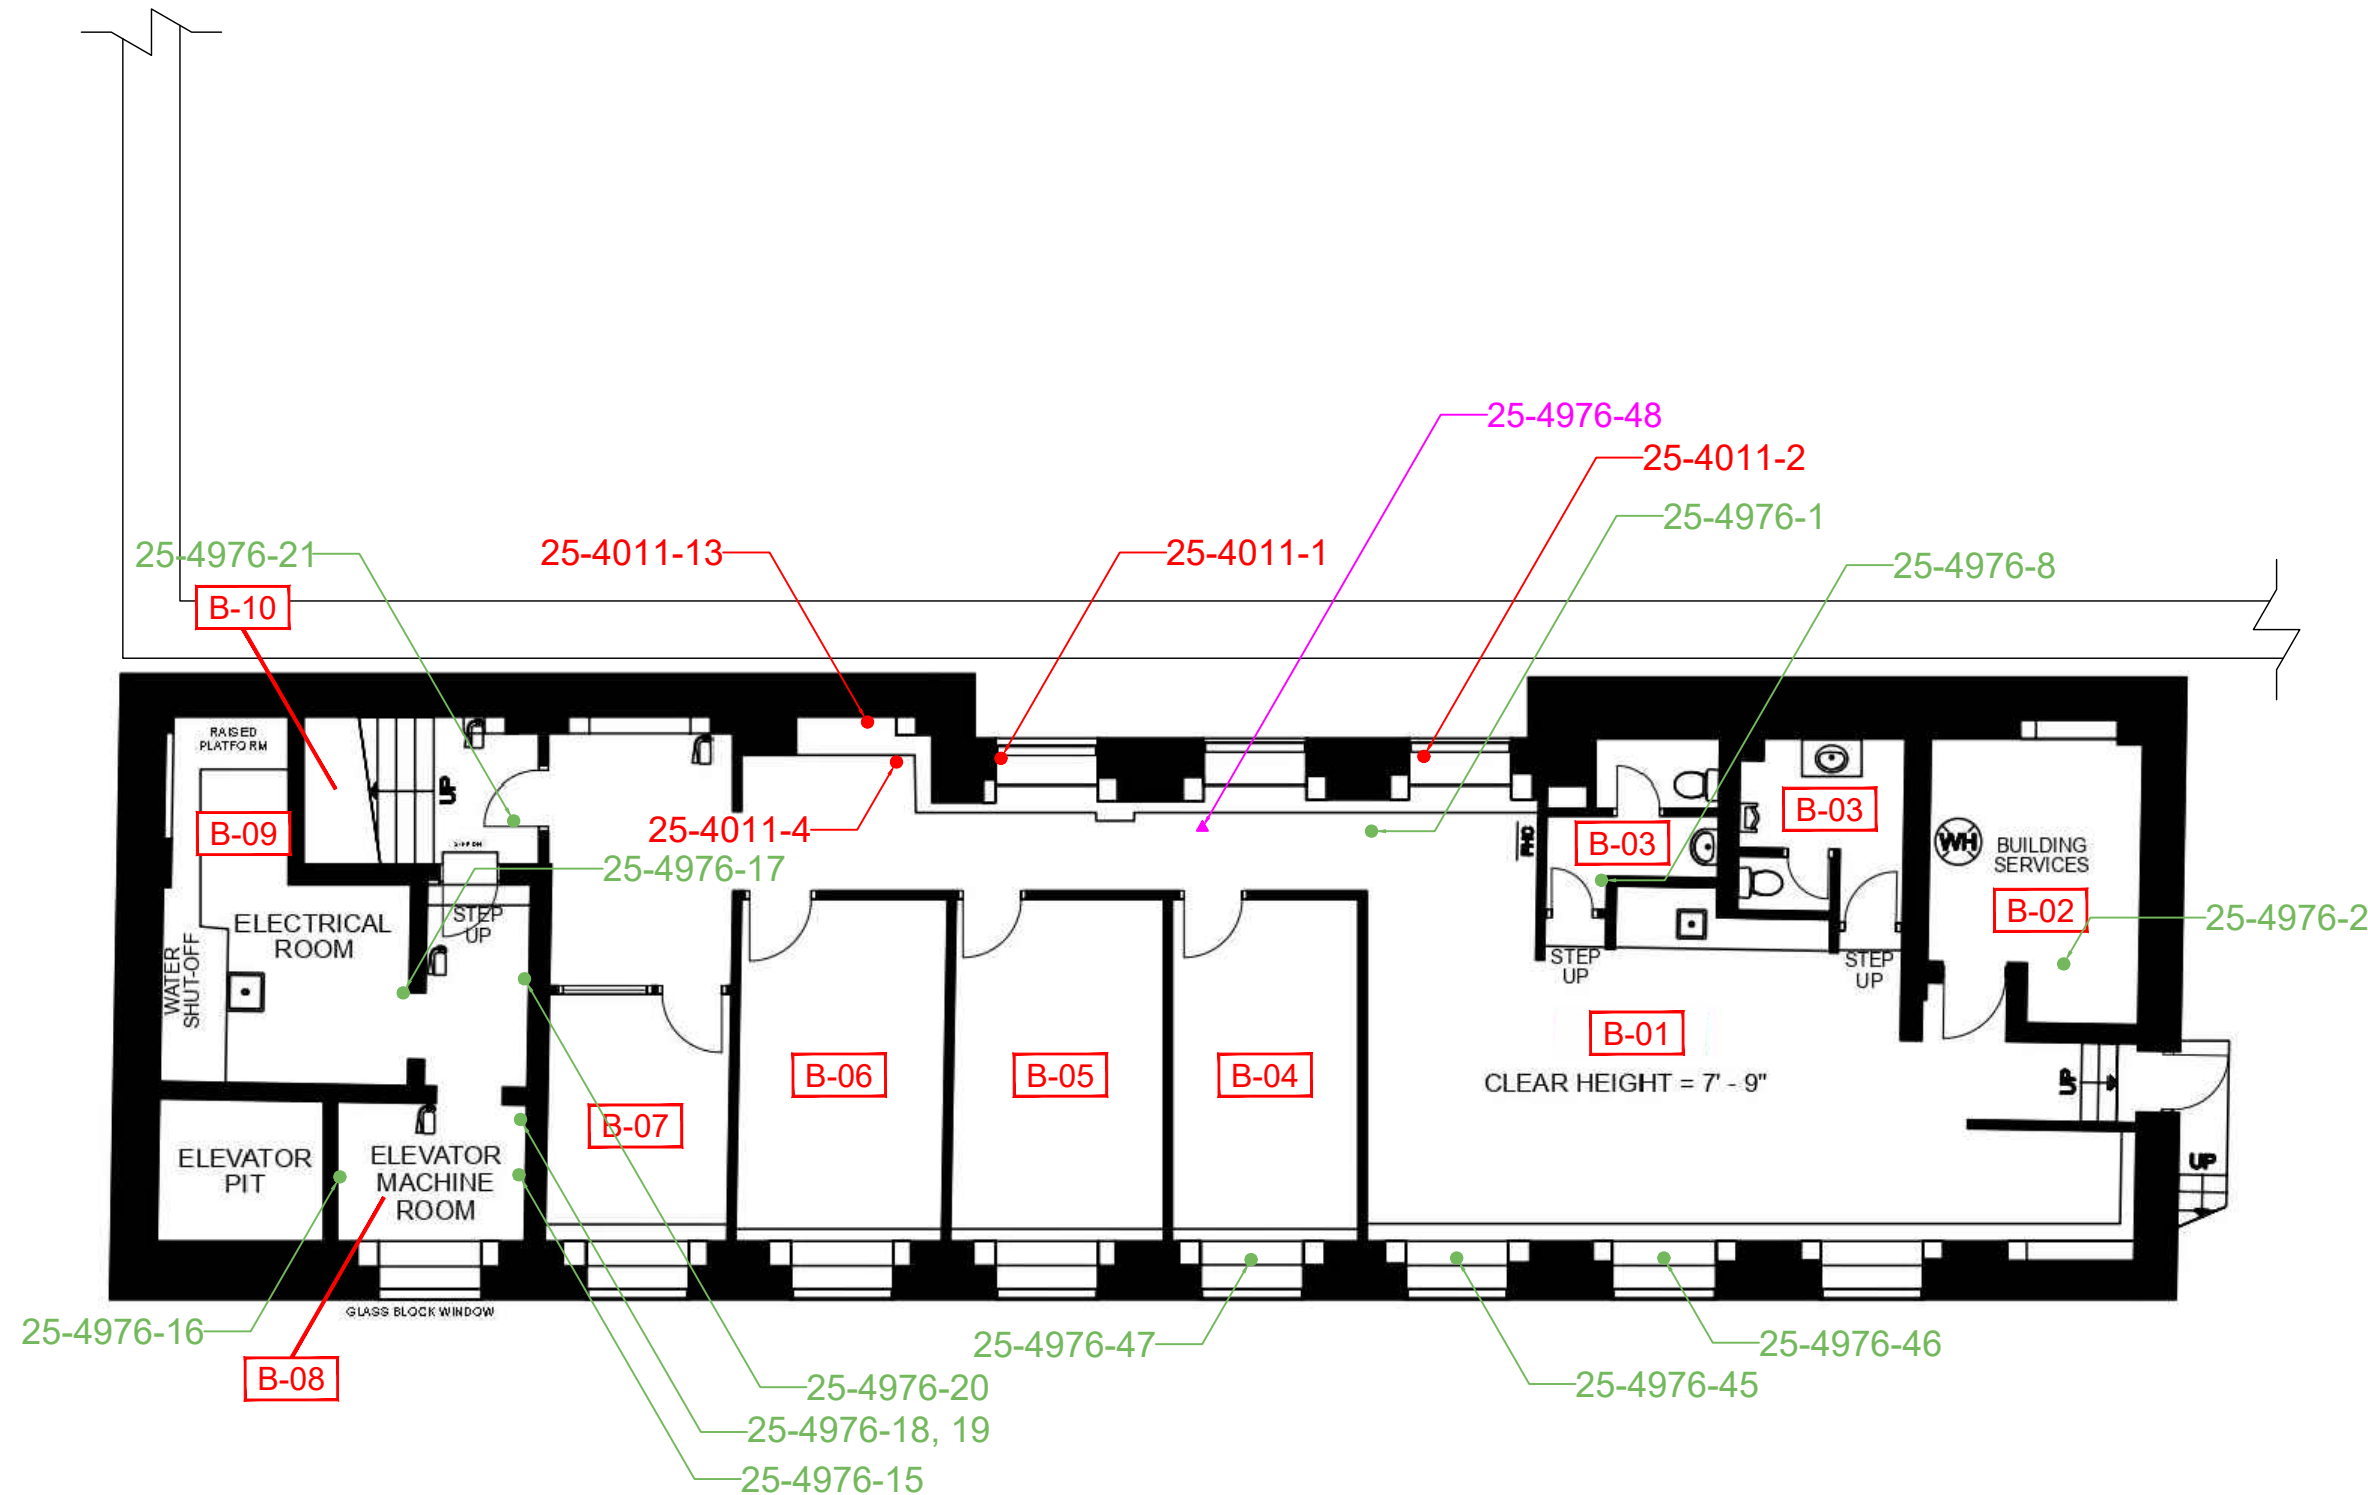 25-4976-48
25-4011-2
25-4976-1
25-4976-21
25-4011-13
25-4011-1
25-4976-8
B-10
RAISED
PLATFORM
UP
B-09
25-4011-4
25-4976-17
FHC
B-03
B-03
WH
BUILDING
SERVICES
B-02
25-4976-2
ELECTRICAL
ROOM
STEP
UP
WATER
SHUT-OFF
STEP
UP
STEP
UP
B-01
CLEAR HEIGHT = 7' - 9"
B-06
B-05
B-04
B-07
UP
UP
ELEVATOR
PIT
ELEVATOR
MACHINE
ROOM
GLASS BLOCK WINDOW
25-4976-16
B-08
25-4976-47
25-4976-46
25-4976-45
25-4976-20
25-4976-18, 19
25-4976-15